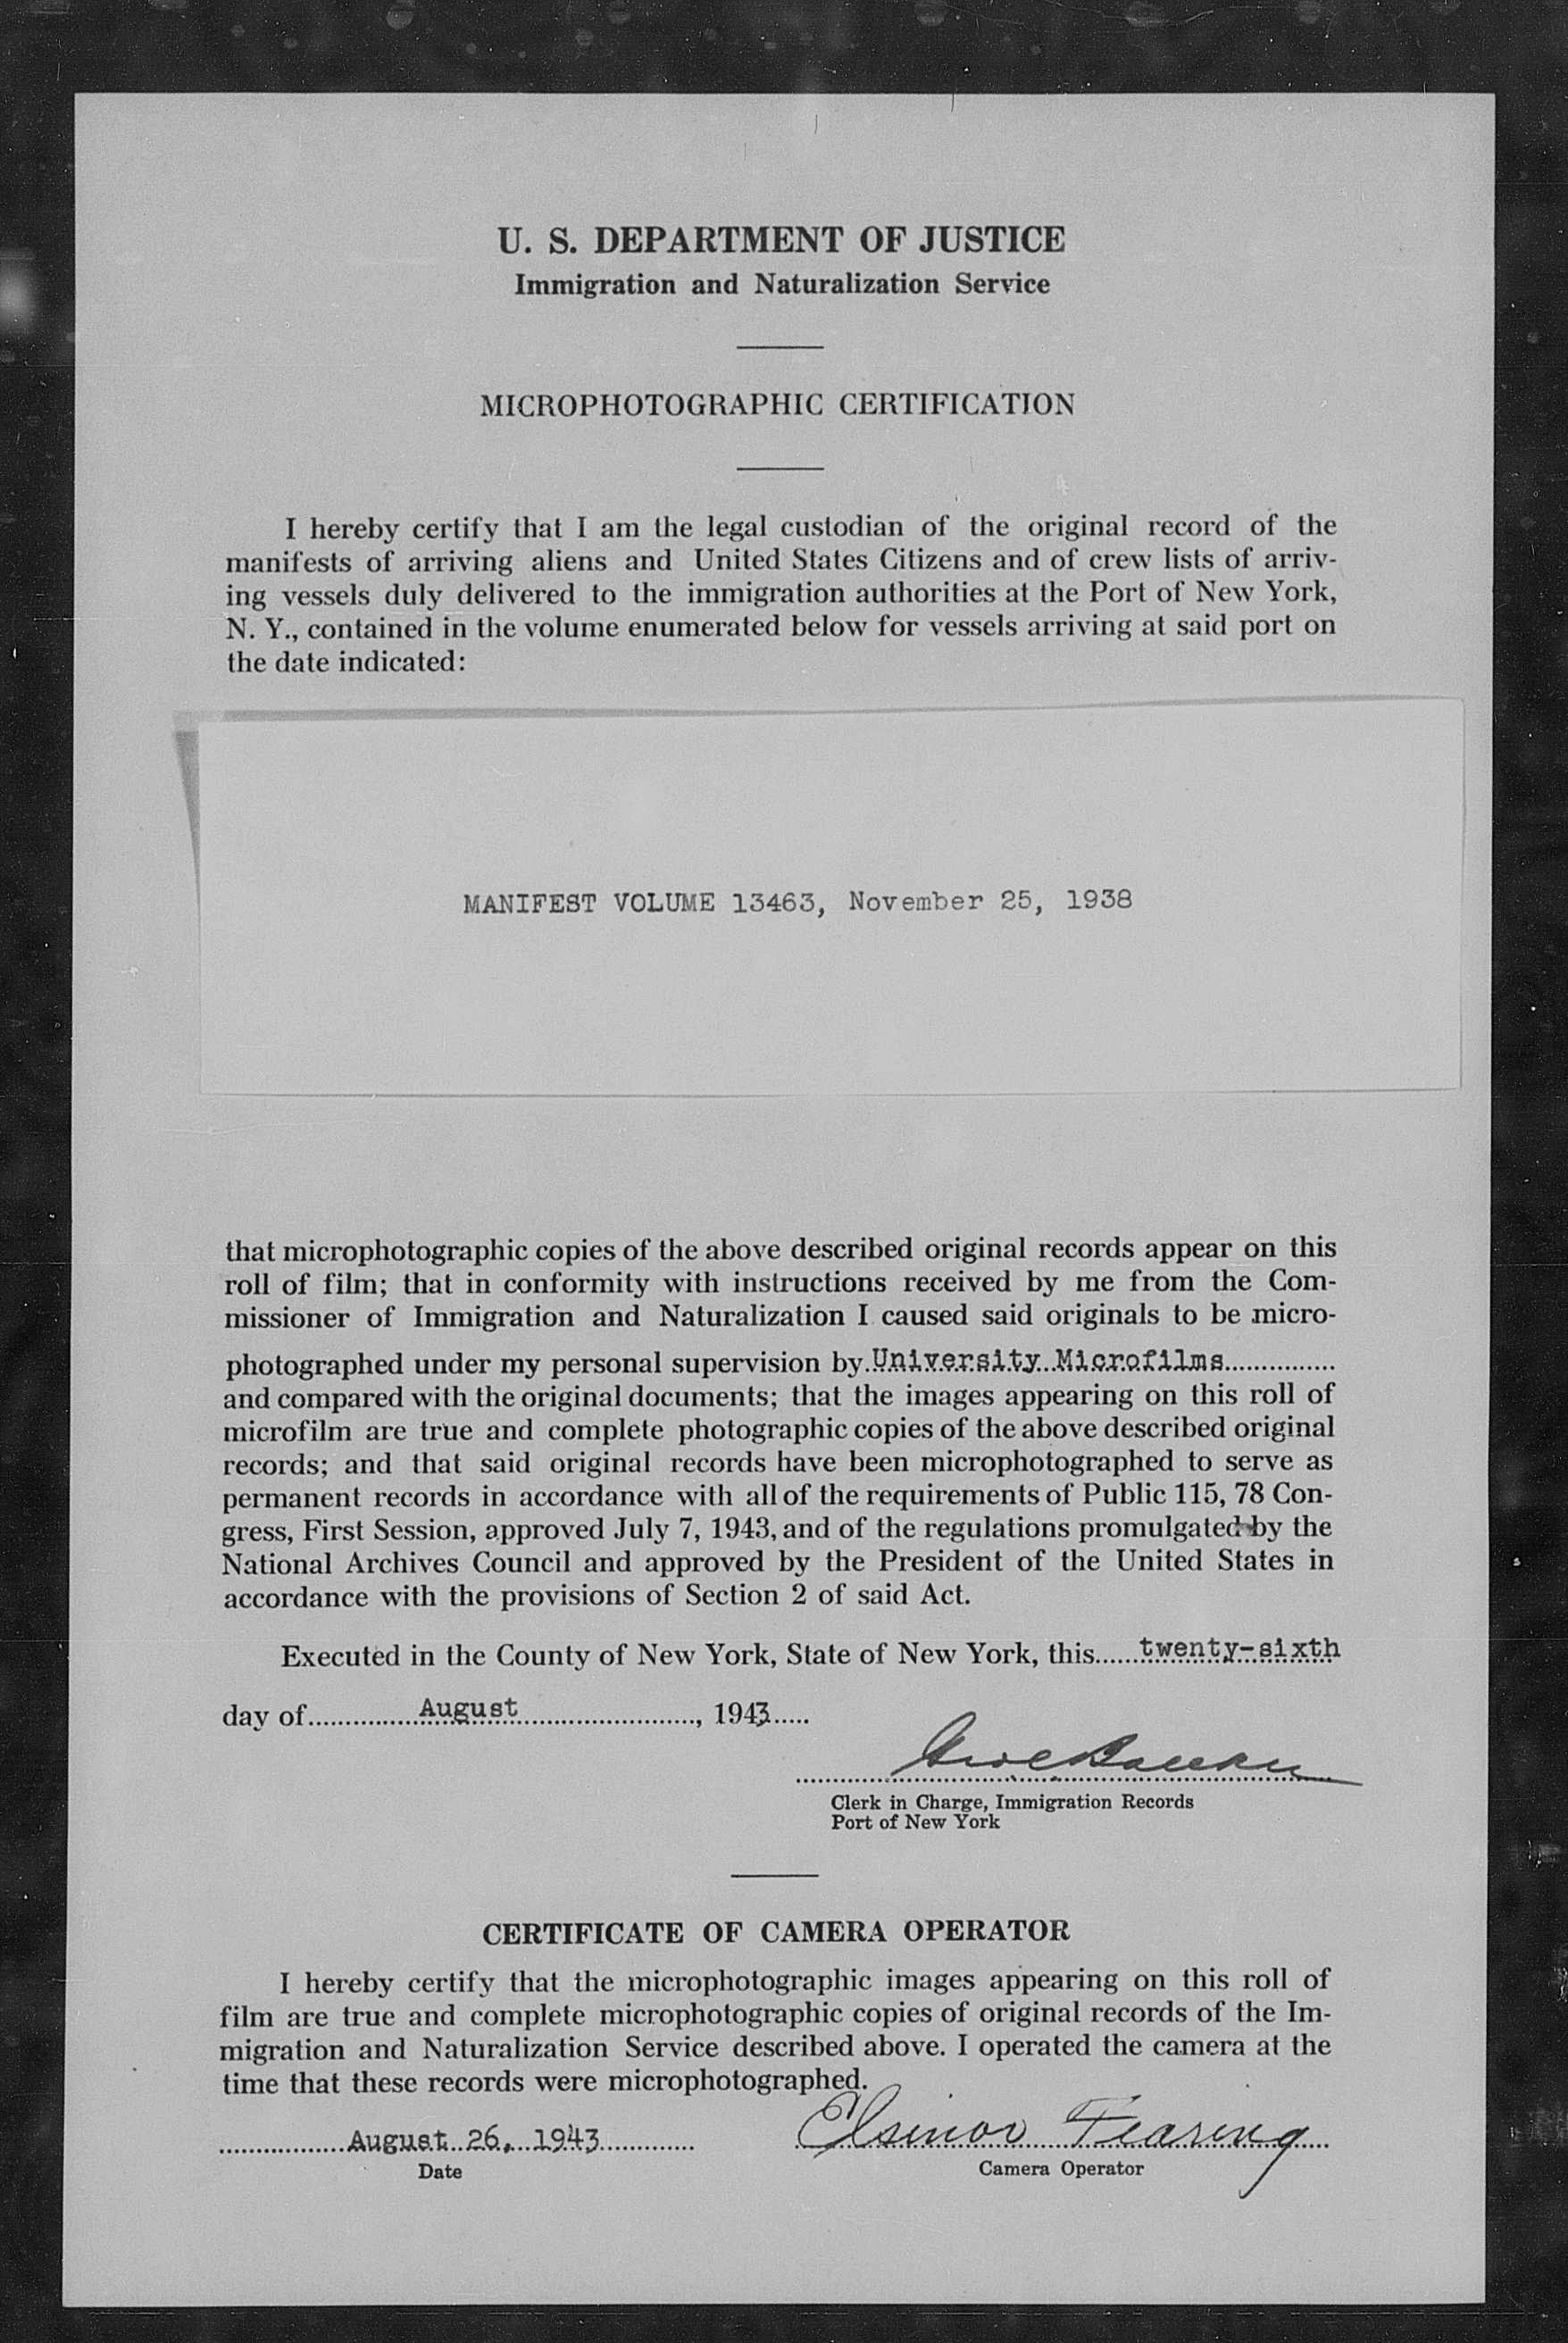 U. S. DEPARTMENT OF JUSTICE
Immigration and Naturalization Service
MICROPHOTOGRAPHIC CERTIFICATION
I hereby certify that I am the legal custodian of the original record of the
manifests of arriving aliens and United States Citizens and of crew lists of arriv-
ing vessels duly delivered to the immigration authorities at the Port of New York,
N. Y., contained in the volume enumerated below for vessels arriving at said port on
the date indicated:
MANIFEST VOLUME 13463, November 25, 1938
that microphotographic copies of the above described original records appear on this
roll of film; that in conformity with instructions received by me from the Com-
missioner of Immigration and Naturalization I caused said originals to be micro-
photographed under my personal supervision by University Microfilms
and compared with the original documents; that the images appearing on this roll of
microfilm are true and complete photographic copies of the above described original
records; and that said original records have been microphotographed to serve as
permanent records in accordance with all of the requirements of Public 115, 78 Con-
gress, First Session, approved July 7, 1943, and of the regulations promulgated by the
National Archives Council and approved by the President of the United States in
accordance with the provisions of Section 2 of said Act.
Executed in the County of New York, State of New York, this twenty-sixth
day of August, 1943
Clerk in Charge, Immigration Records
Port of New York
CERTIFICATE OF CAMERA OPERATOR
I hereby certify that the microphotographic images appearing on this roll of
film are true and complete microphotographic copies of original records of the Im-
migration and Naturalization Service described above. I operated the camera at the
time that these records were microphotographed.
August 26, 1943 Elsinor Fearing
Date Camera Operator